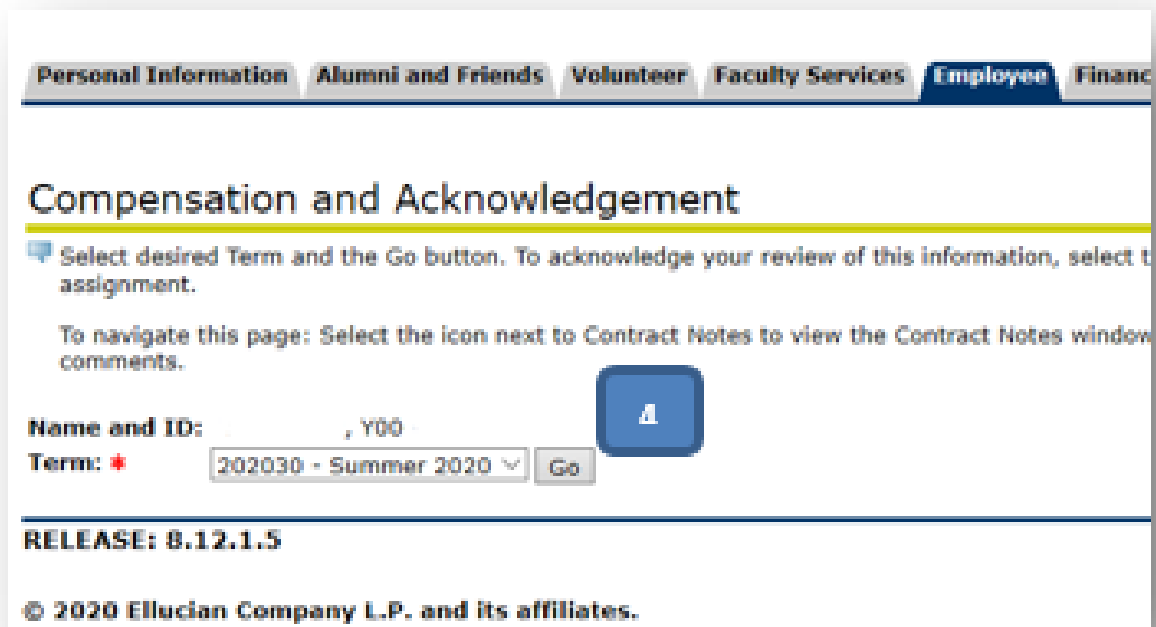 Personal Information Alumni and Friends Volunteer Faculty Services Employee Financ
Compensation and Acknowledgement
Select desired Term and the Go button. To acknowledge your review of this information, select t
assignment.
To navigate this page: Select the icon next to Contract Notes to view the Contract Notes window
comments.
4
Name and ID: , Y00
Term: * 202030 - Summer 2020 Go
RELEASE: 8.12.1.5
© 2020 Ellucian Company L.P. and its affiliates.